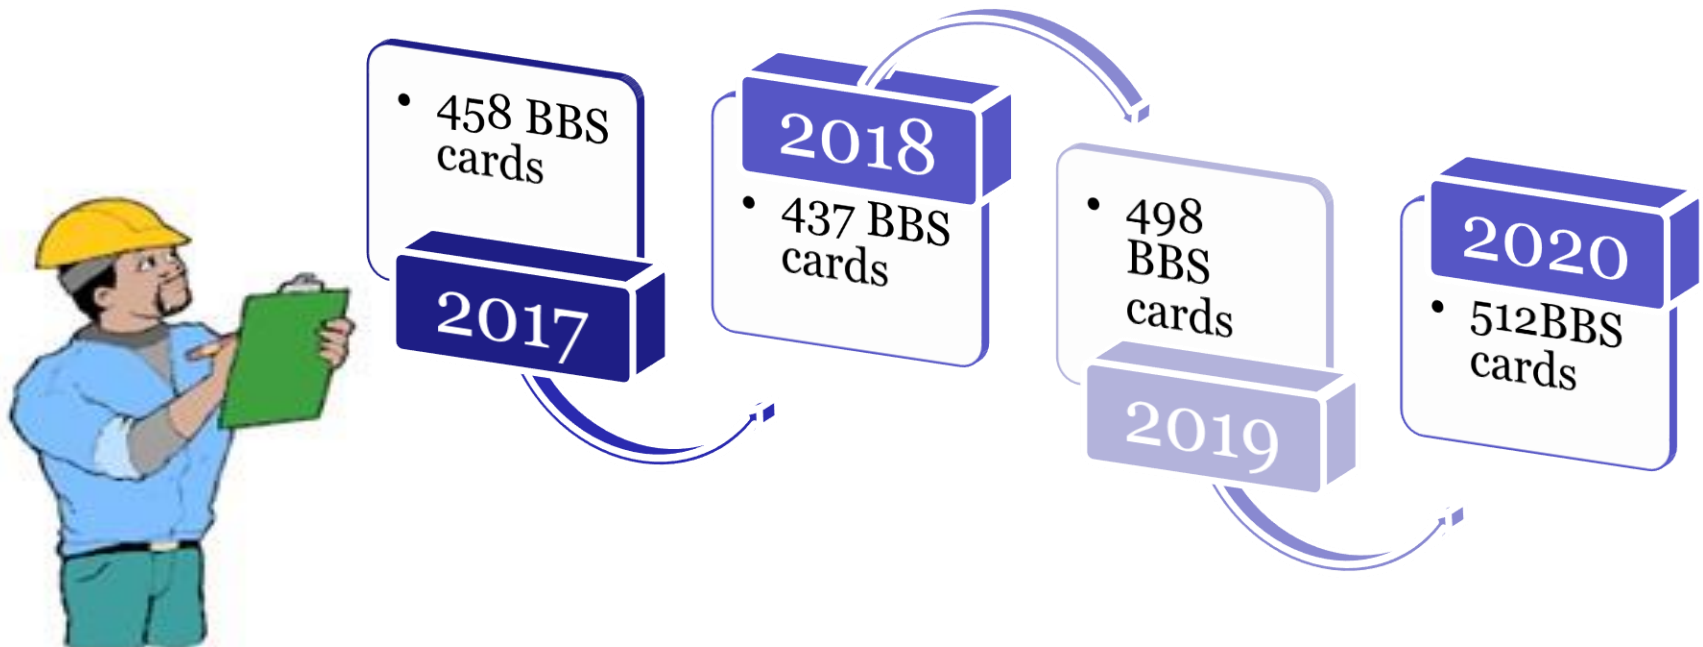 • 458 BBS
cards
2017
2018
• 437 BBS
cards
• 498
BBS
cards
2019
2020
• 512BBS
cards